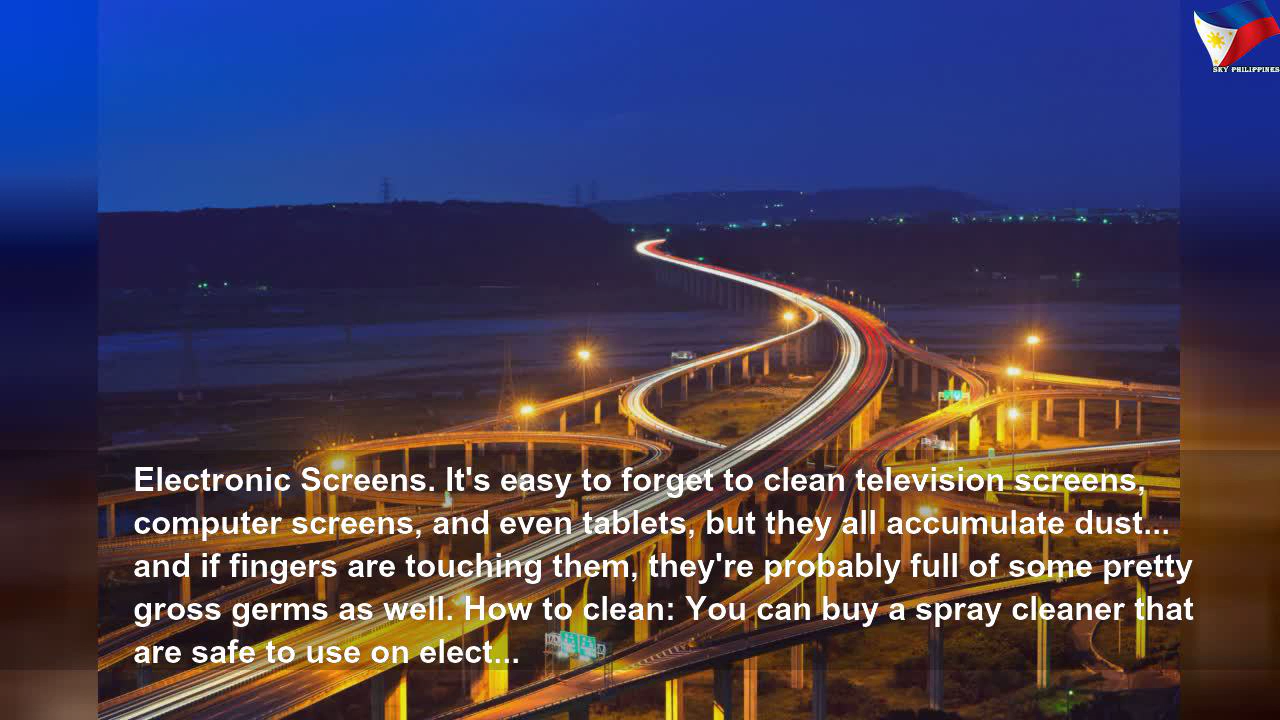 SKY PHILIPPINES
Electronic Screens. It's easy to forget to clean television screens,
computer screens, and even tablets, but they all accumulate dust...
and if fingers are touching them, they're probably full of some pretty
gross germs as well. How to clean: You can buy a spray cleaner that
are safe to use on elect...